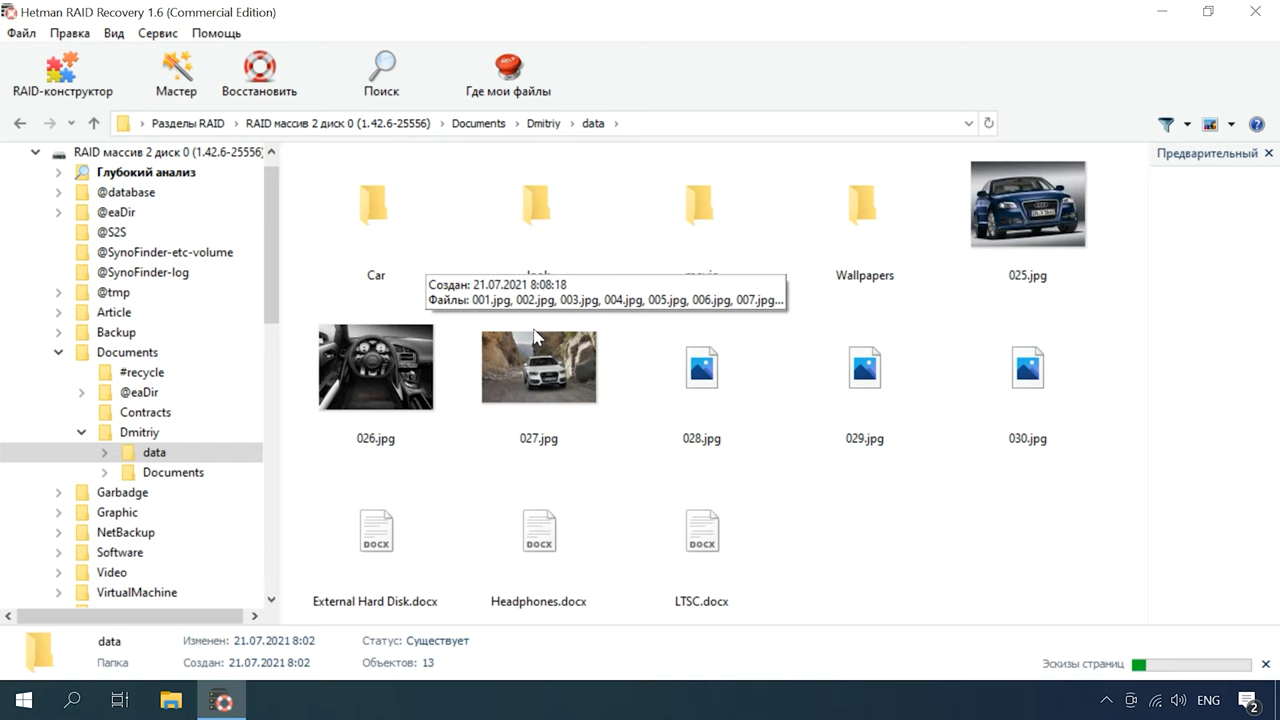 Hetman RAID Recovery 1.6 (Commercial Edition)
Файл Правка Вид Сервис Помощь
RAID-конструктор Мастер Восстановить Поиск Где мои файлы
Разделы RAID RAID массив 2 диск 0 (1.42.6-25556) Documents Dmitriy data
Предварительный
RAID массив 2 диск 0 (1.42.6-25556)
Глубокий анализ
@database
@eaDir
@S2S
@SynoFinder-etc-volume
@SynoFinder-log
@tmp
Article
Backup
Documents
#recycle
@eaDir
Contracts
Dmitriy
data
Documents
Garbadge
Graphic
NetBackup
Software
Video
VirtualMachine
Car Wallpapers 025.jpg
Создан: 21.07.2021 8:08:18
Файлы: 001.jpg, 002.jpg, 003.jpg, 004.jpg, 005.jpg, 006.jpg, 007.jpg...
026.jpg 027.jpg 028.jpg 029.jpg 030.jpg
DOCX DOCX DOCX
External Hard Disk.docx Headphones.docx LTSC.docx
data Изменен: 21.07.2021 8:02 Статус: Существует
Папка Создан: 21.07.2021 8:02 Объектов: 13
Эскизы страниц
ENG 2